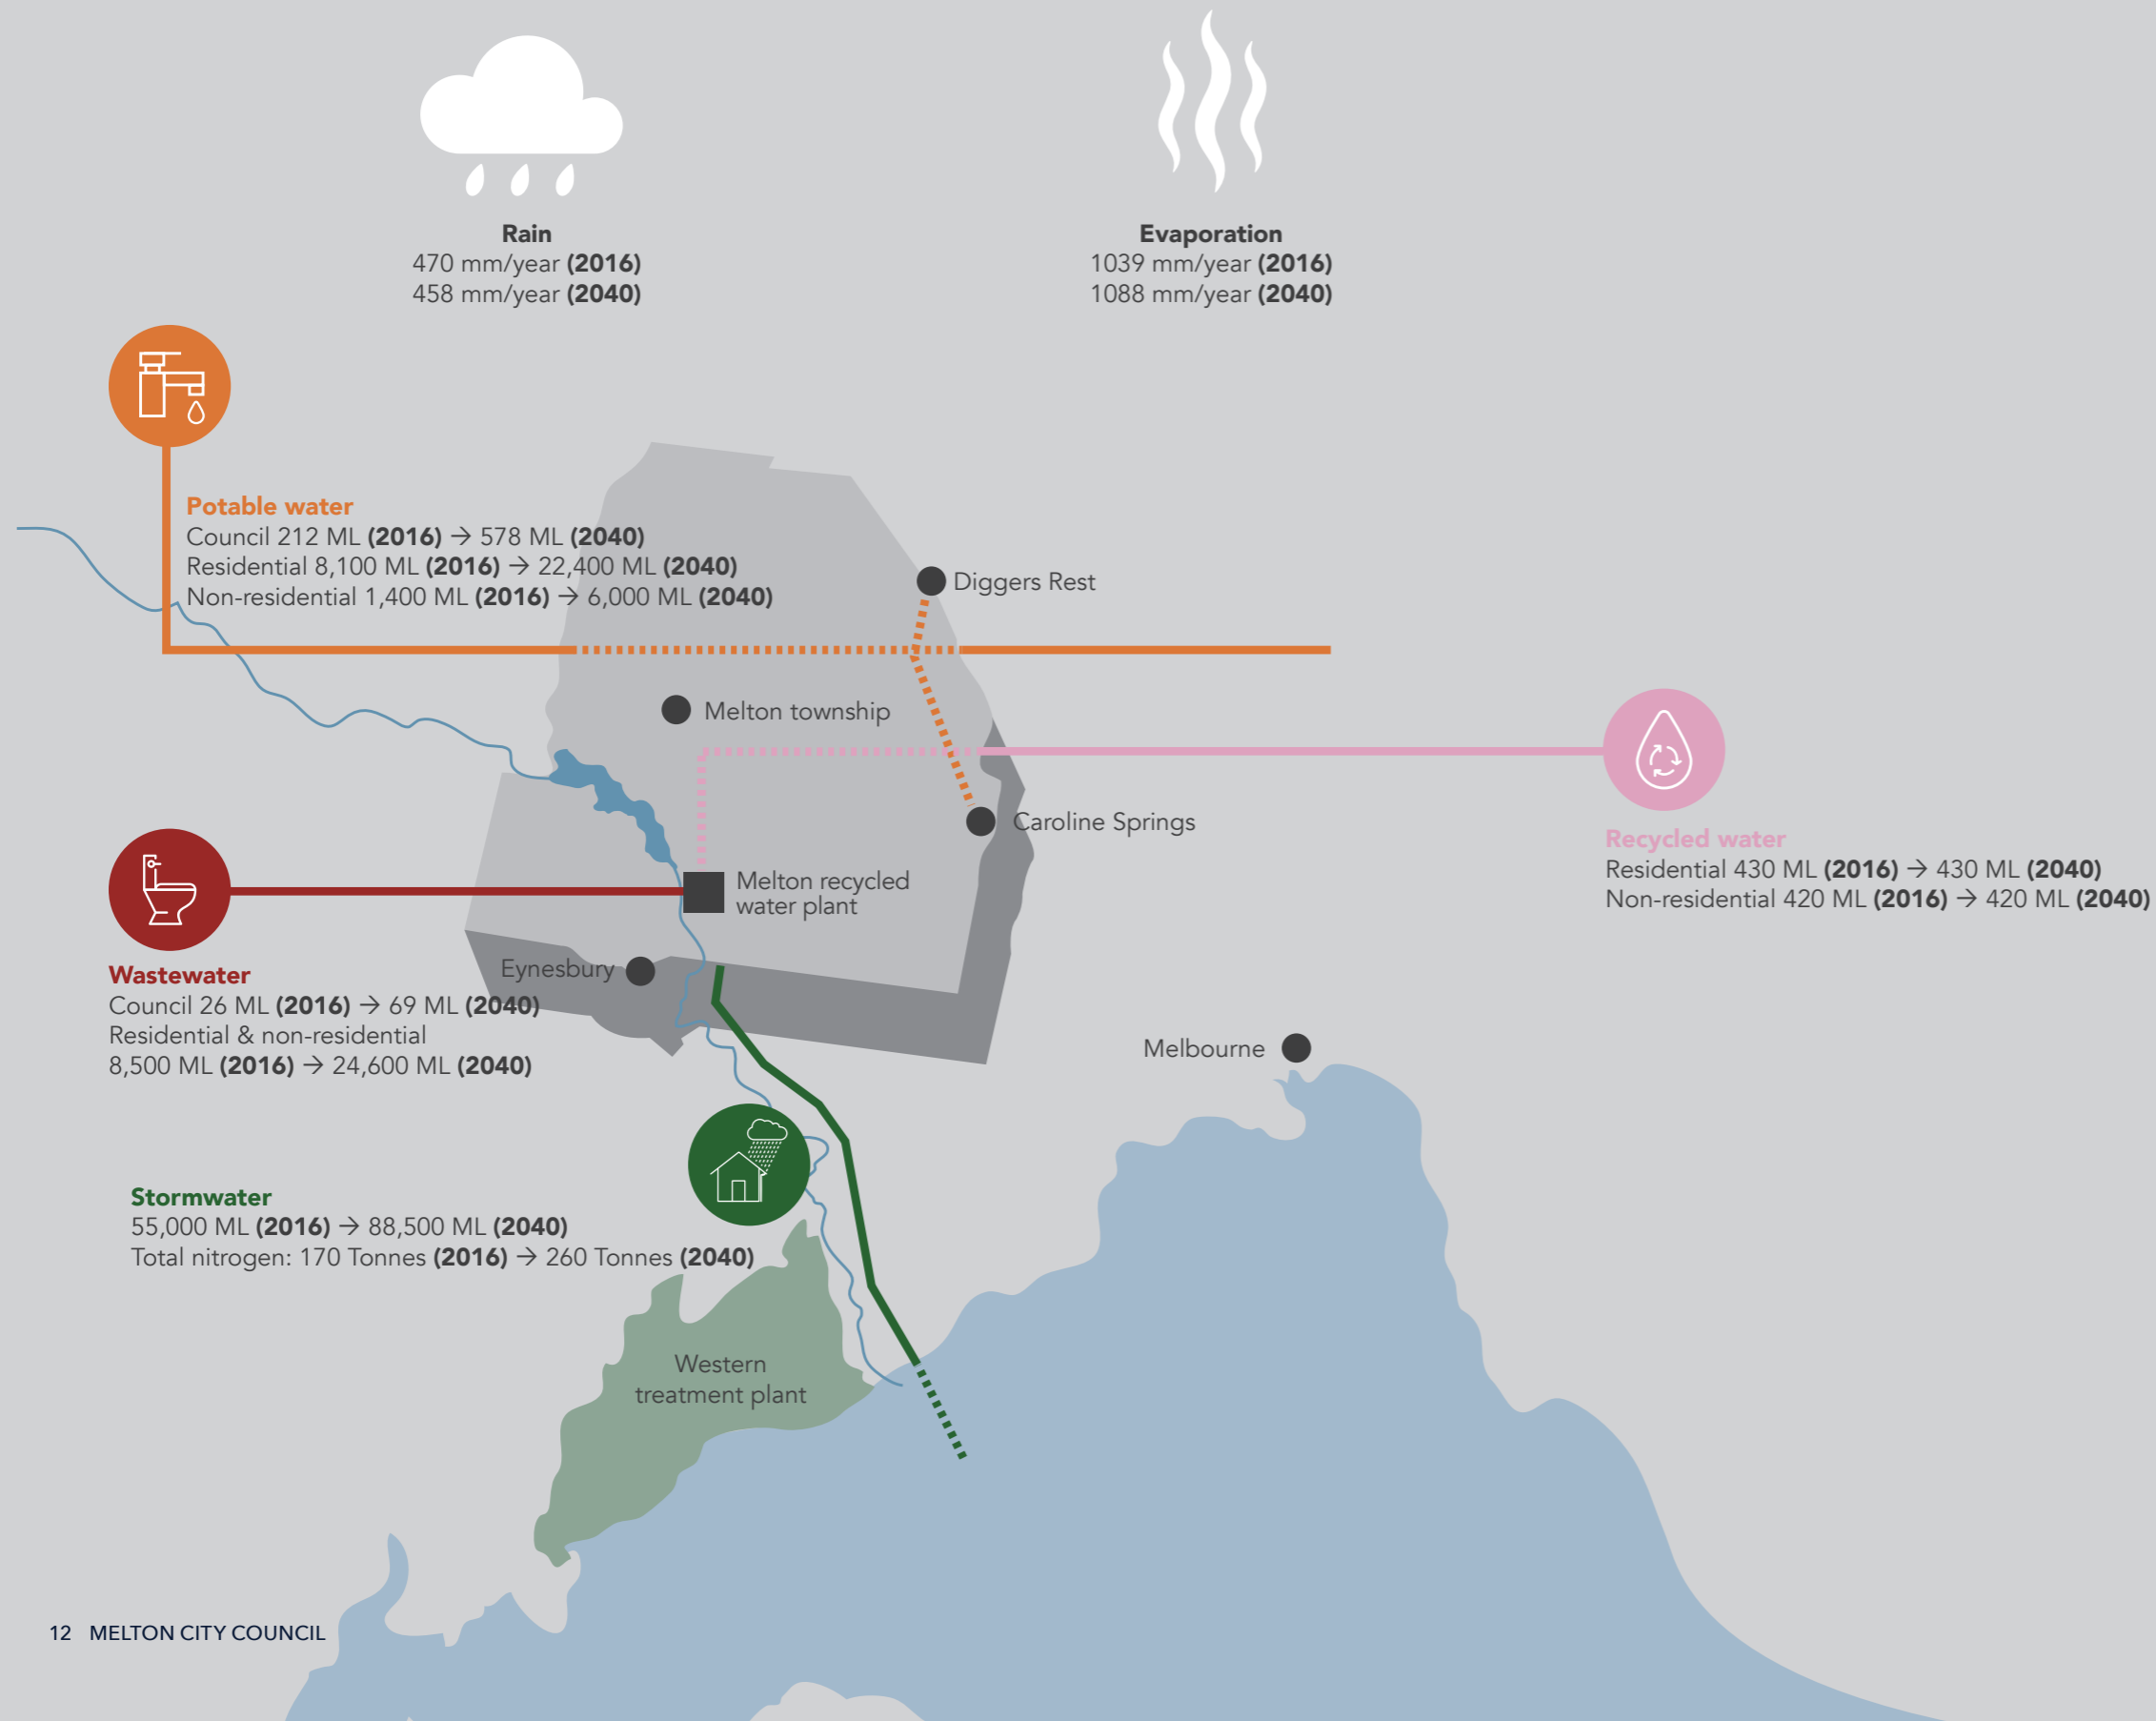 Rain
470 mm/year (2016)
458 mm/year (2040)
Evaporation
1039 mm/year (2016)
1088 mm/year (2040)
Potable water
Council 212 ML (2016) → 578 ML (2040)
Residential 8,100 ML (2016) → 22,400 ML (2040)
Non-residential 1,400 ML (2016) → 6,000 ML (2040)
Diggers Rest
Melton township
Caroline Springs
Recycled water
Residential 430 ML (2016) → 430 ML (2040)
Non-residential 420 ML (2016) → 420 ML (2040)
Melton recycled
water plant
Eynesbury
Wastewater
Council 26 ML (2016) → 69 ML (2040)
Residential & non-residential
8,500 ML (2016) → 24,600 ML (2040)
Melbourne
Stormwater
55,000 ML (2016) → 88,500 ML (2040)
Total nitrogen: 170 Tonnes (2016) → 260 Tonnes (2040)
Western
treatment plant
12 MELTON CITY COUNCIL